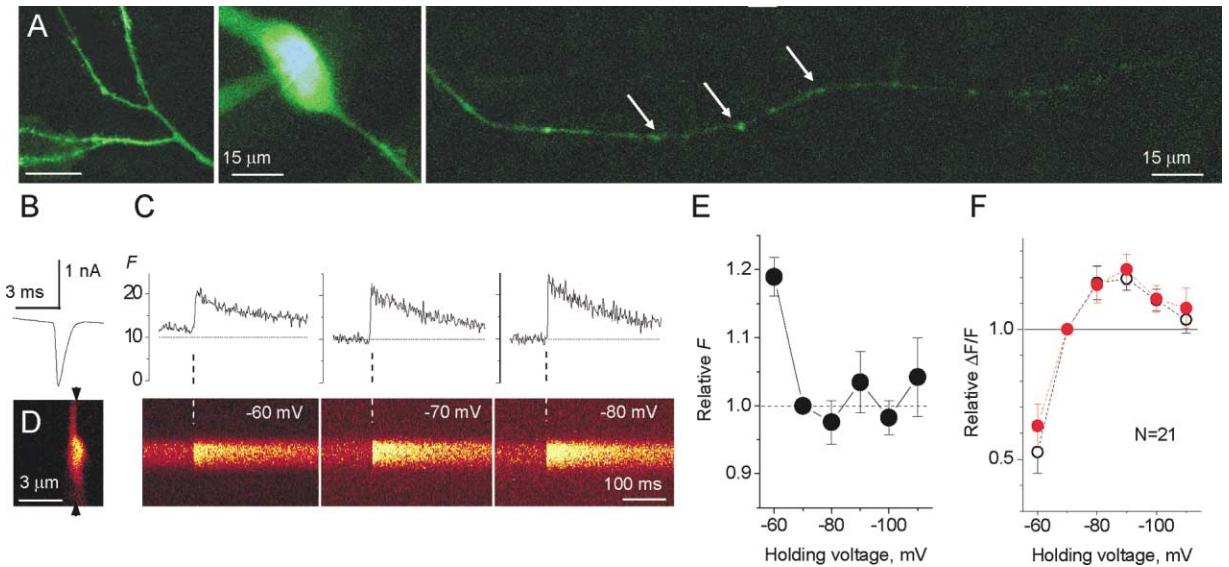 A
15 μm
15 μm
B
C
E
F
1 nA
3 ms
F
20
10
0
1.2
1.1
1.0
0.9
Relative F
-60
-80
-100
Holding voltage, mV
1.0
0.5
Relative ΔF/F
N=21
-60
-80
-100
Holding voltage, mV
D
3 μm
-60 mV
-70 mV
-80 mV
100 ms